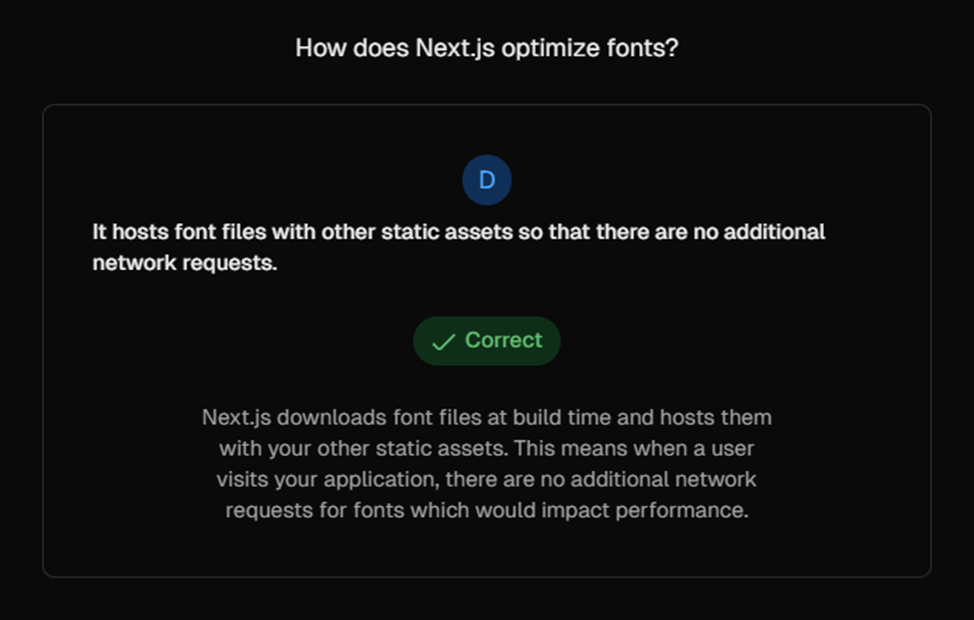 How does Next.js optimize fonts?
D
It hosts font files with other static assets so that there are no additional
network requests.
Correct
Next.js downloads font files at build time and hosts them
with your other static assets. This means when a user
visits your application, there are no additional network
requests for fonts which would impact performance.